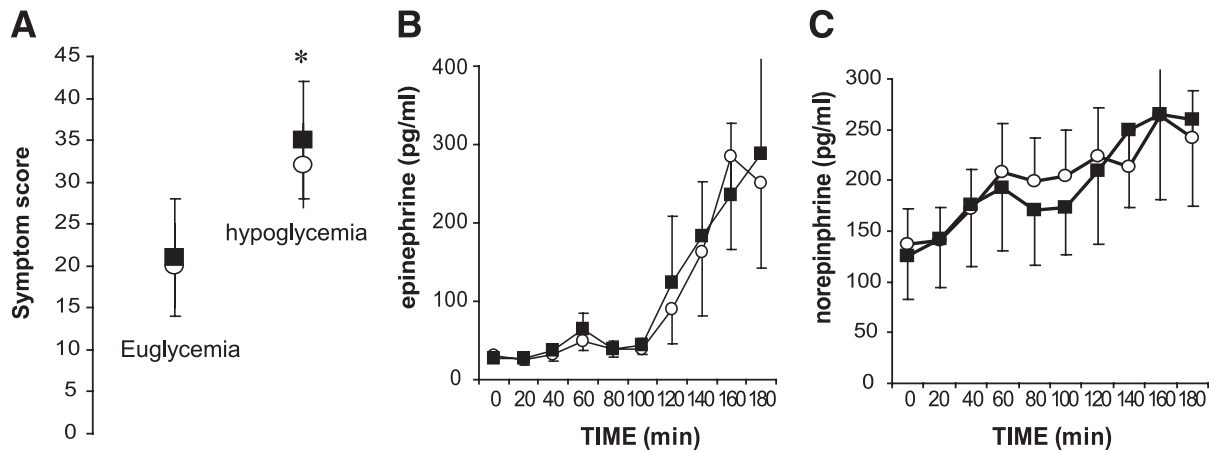 A
45
40
35
30
25
20
15
10
5
0
Symptom score
*
hypoglycemia
Euglycemia
B
400
300
200
100
0
epinephrine (pg/ml)
0 20 40 60 80 100 120 140 160 180
TIME (min)
C
300
250
200
150
100
50
0
norepinphrine (pg/ml)
0 20 40 60 80 100 120 140 160 180
TIME (min)